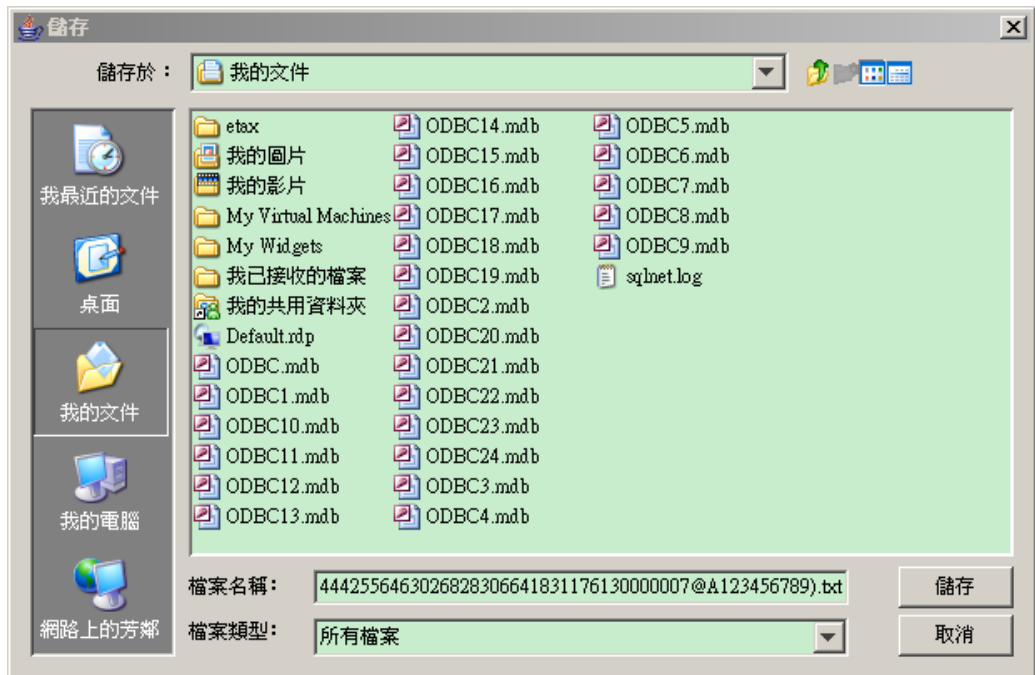 儲存
儲存於：
我的文件
我最近的文件
桌面
我的文件
我的電腦
網路上的芳鄰
etax
我的圖片
我的影片
My Virtual Machines
My Widgets
我已接收的檔案
我的共用資料夾
Default.rdp
ODBC.mdb
ODBC1.mdb
ODBC10.mdb
ODBC11.mdb
ODBC12.mdb
ODBC13.mdb
ODBC14.mdb
ODBC15.mdb
ODBC16.mdb
ODBC17.mdb
ODBC18.mdb
ODBC19.mdb
ODBC2.mdb
ODBC20.mdb
ODBC21.mdb
ODBC22.mdb
ODBC23.mdb
ODBC24.mdb
ODBC3.mdb
ODBC4.mdb
ODBC5.mdb
ODBC6.mdb
ODBC7.mdb
ODBC8.mdb
ODBC9.mdb
sqlnet.log
檔案名稱：
44425564630268283066418311761300000007@A123456789).txt
儲存
檔案類型：
所有檔案
取消